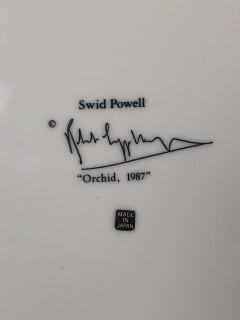 Swid Powell
©
"Orchid, 1987"
MADE
IN
JAPAN